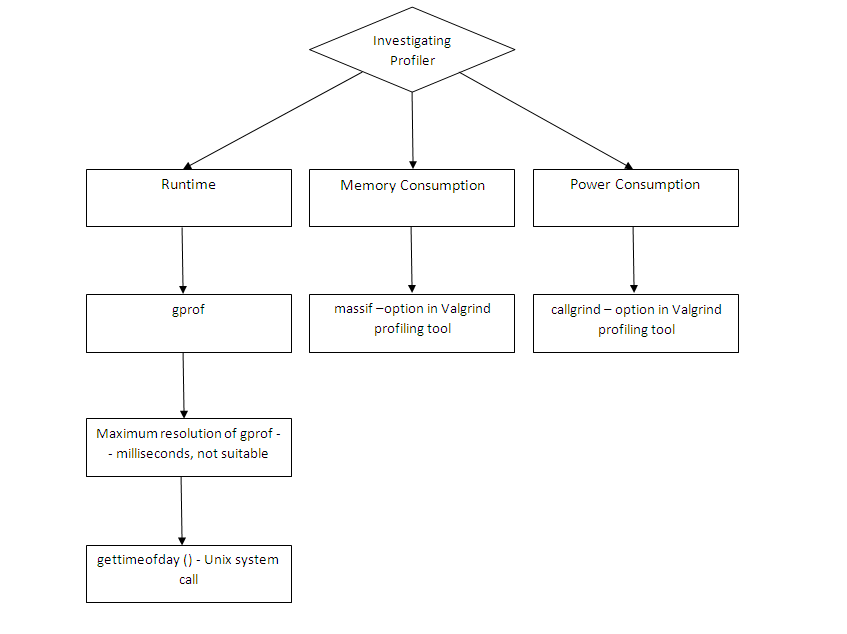 Investigating
Profiler
Runtime
Memory Consumption
Power Consumption
gprof
massif –option in Valgrind
profiling tool
callgrind – option in Valgrind
profiling tool
Maximum resolution of gprof -
- milliseconds, not suitable
gettimeofday () - Unix system
call